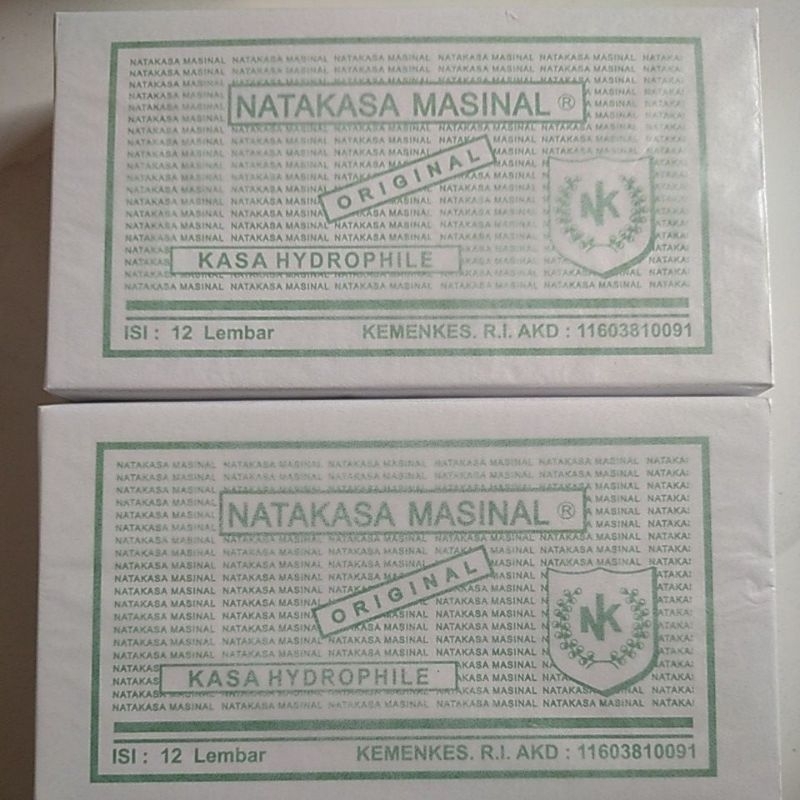 NATAKASA MASINAL ®
ORIGINAL
NK
KASA HYDROPHILE
ISI : 12 Lembar
KEMENKES. R.I. AKD : 11603810091
NATAKASA MASINAL ®
ORIGINAL
NK
KASA HYDROPHILE
ISI : 12 Lembar
KEMENKES. R.I. AKD : 11603810091